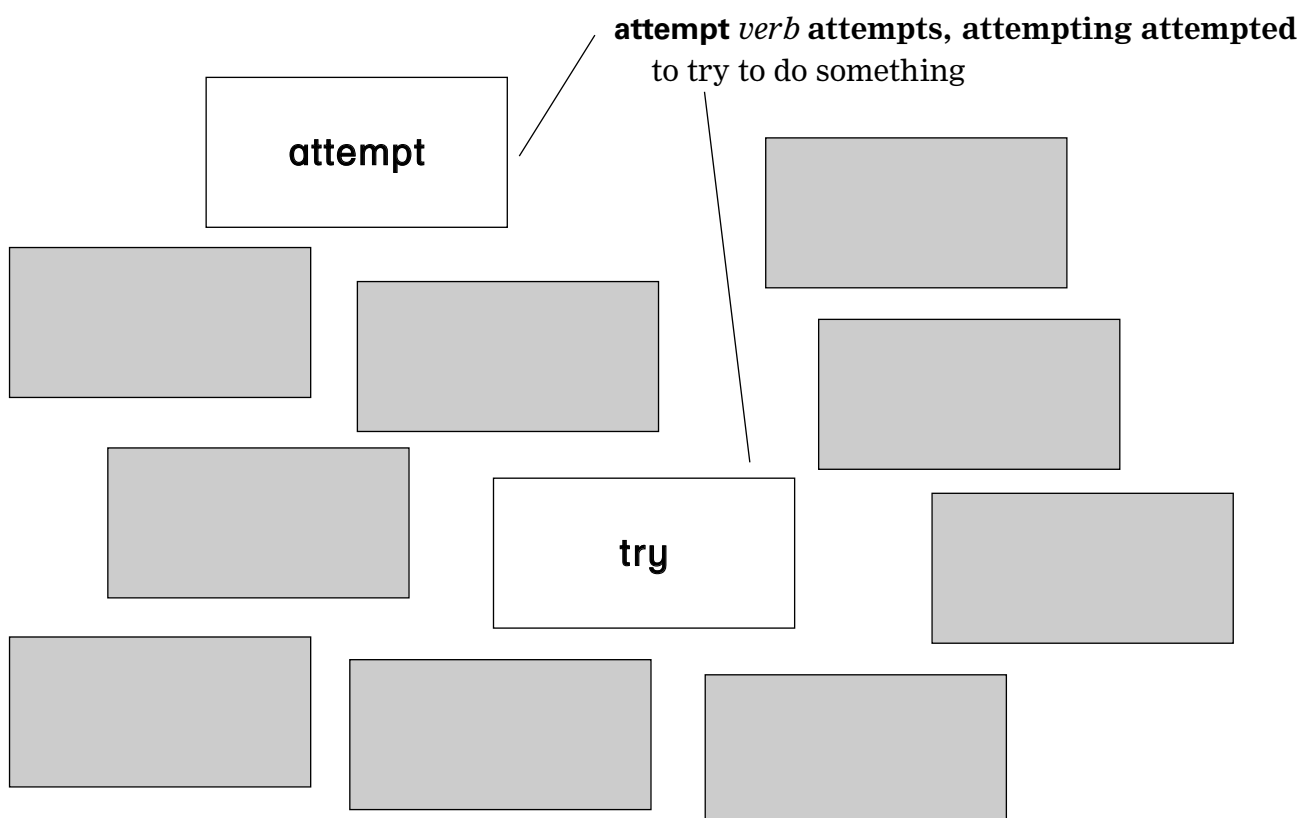 attempt verb attempts, attempting attempted
to try to do something
attempt
try